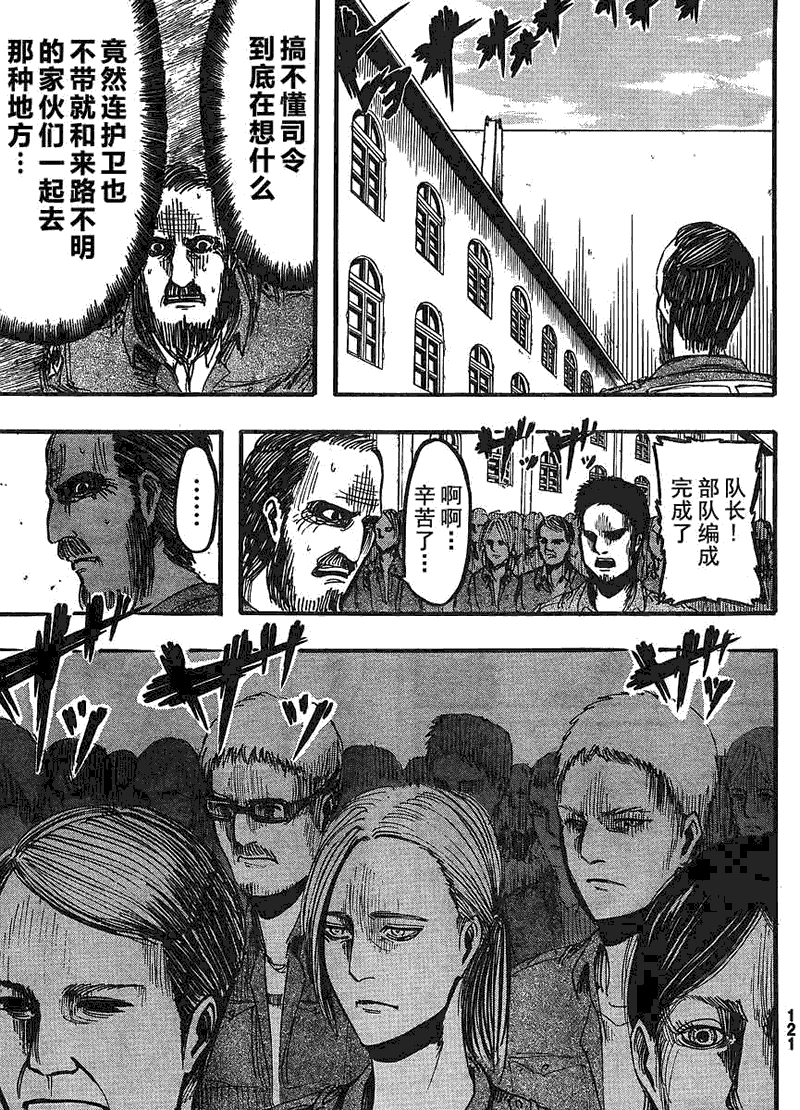 搞不懂司令
到底在想什么
竟然连护卫也
不带就和来路不明
的家伙们一起去
那种地方…
队长！
部队编成
完成了
啊啊…
辛苦了…
……
121